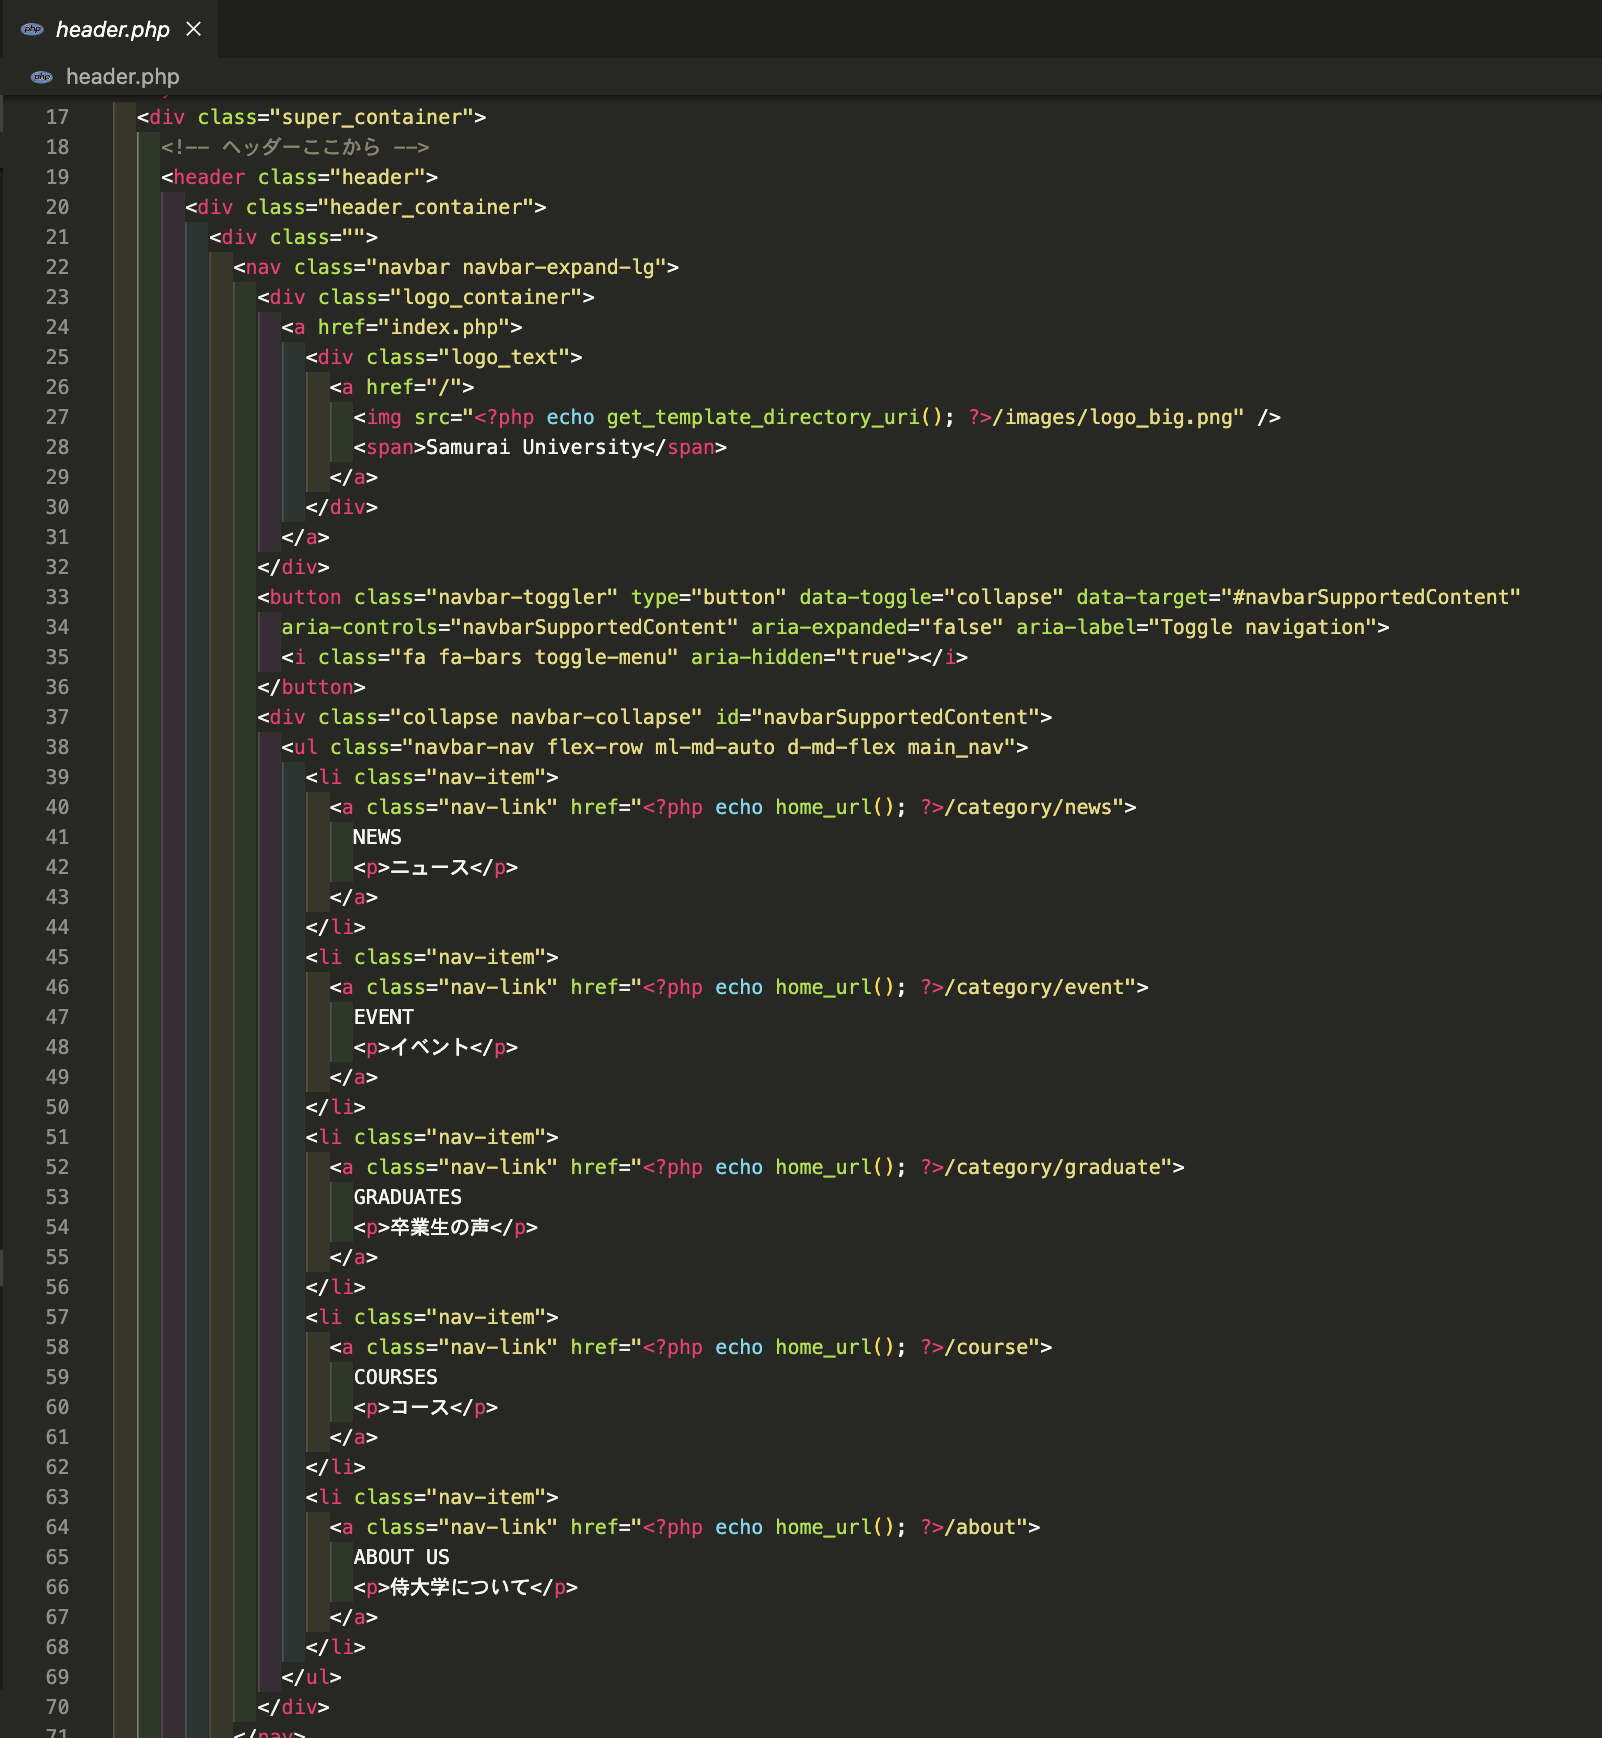 header.php
header.php
17 <div class="super_container">
18 <!-- ヘッダーここから -->
19 <header class="header">
20 <div class="header_container">
21 <div class="">
22 <nav class="navbar navbar-expand-lg">
23 <div class="logo_container">
24 <a href="index.php">
25 <div class="logo_text">
26 <a href="/">
27 <img src="<?php echo get_template_directory_uri(); ?>/images/logo_big.png" />
28 <span>Samurai University</span>
29 </a>
30 </div>
31 </a>
32 </div>
33 <button class="navbar-toggler" type="button" data-toggle="collapse" data-target="#navbarSupportedContent"
34 aria-controls="navbarSupportedContent" aria-expanded="false" aria-label="Toggle navigation">
35 <i class="fa fa-bars toggle-menu" aria-hidden="true"></i>
36 </button>
37 <div class="collapse navbar-collapse" id="navbarSupportedContent">
38 <ul class="navbar-nav flex-row ml-md-auto d-md-flex main_nav">
39 <li class="nav-item">
40 <a class="nav-link" href="<?php echo home_url(); ?>/category/news">
41 NEWS
42 <p>ニュース</p>
43 </a>
44 </li>
45 <li class="nav-item">
46 <a class="nav-link" href="<?php echo home_url(); ?>/category/event">
47 EVENT
48 <p>イベント</p>
49 </a>
50 </li>
51 <li class="nav-item">
52 <a class="nav-link" href="<?php echo home_url(); ?>/category/graduate">
53 GRADUATES
54 <p>卒業生の声</p>
55 </a>
56 </li>
57 <li class="nav-item">
58 <a class="nav-link" href="<?php echo home_url(); ?>/course">
59 COURSES
60 <p>コース</p>
61 </a>
62 </li>
63 <li class="nav-item">
64 <a class="nav-link" href="<?php echo home_url(); ?>/about">
65 ABOUT US
66 <p>侍大学について</p>
67 </a>
68 </li>
69 </ul>
70 </div>
71 </nav>